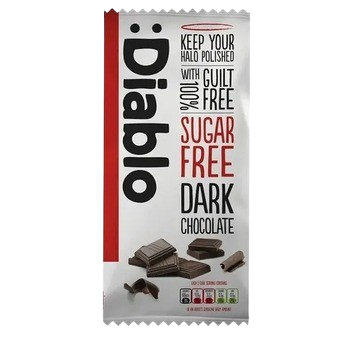 :Diablo
KEEP YOUR
HALO POLISHED
WITH 100% GUILT
FREE
SUGAR
FREE
DARK
CHOCOLATE